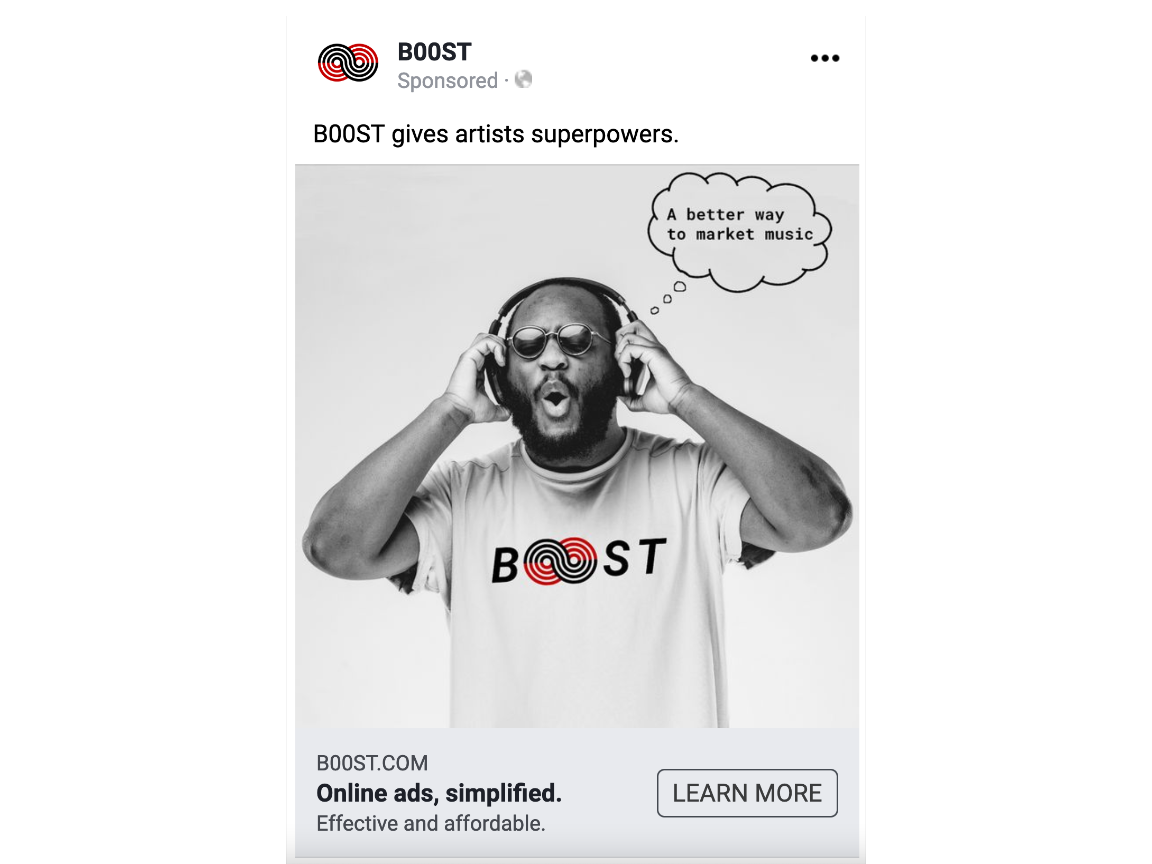 B00ST
Sponsored ·
B00ST gives artists superpowers.
A better way
to market music
BOOST
B00ST.COM
Online ads, simplified.
Effective and affordable.
LEARN MORE